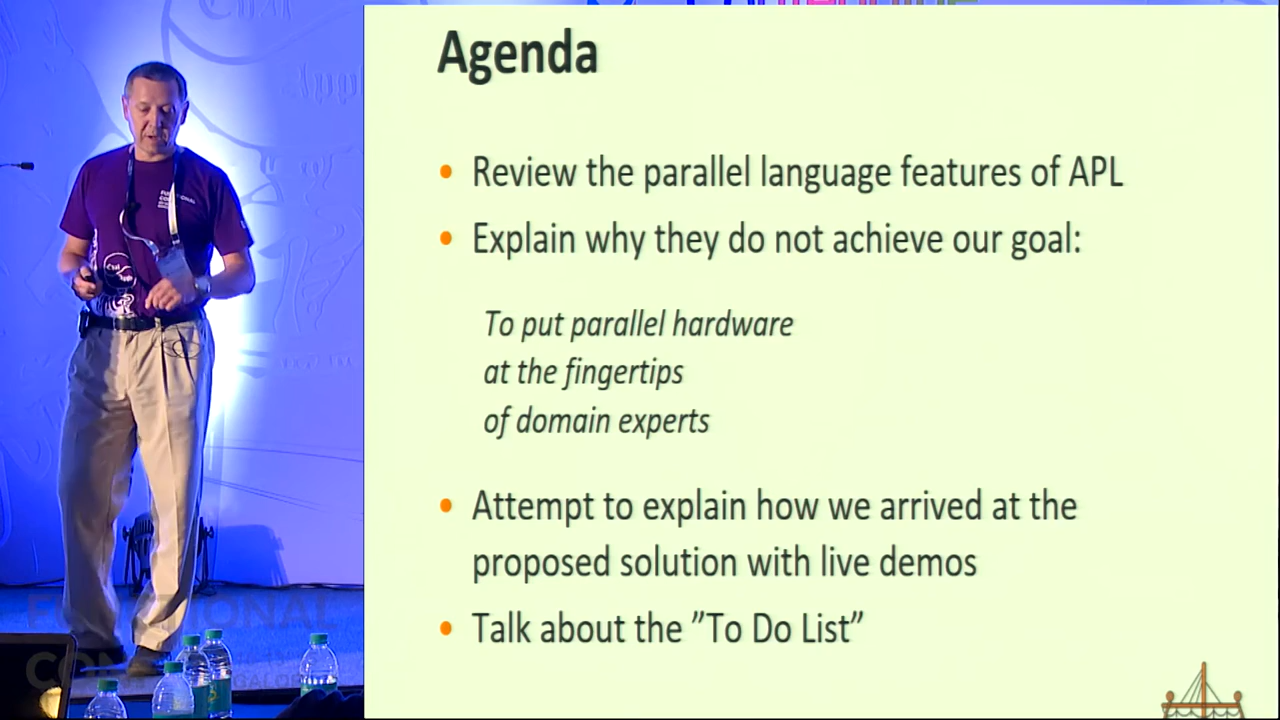 Agenda
• Review the parallel language features of APL
• Explain why they do not achieve our goal:
To put parallel hardware
at the fingertips
of domain experts
• Attempt to explain how we arrived at the
proposed solution with live demos
• Talk about the ”To Do List”